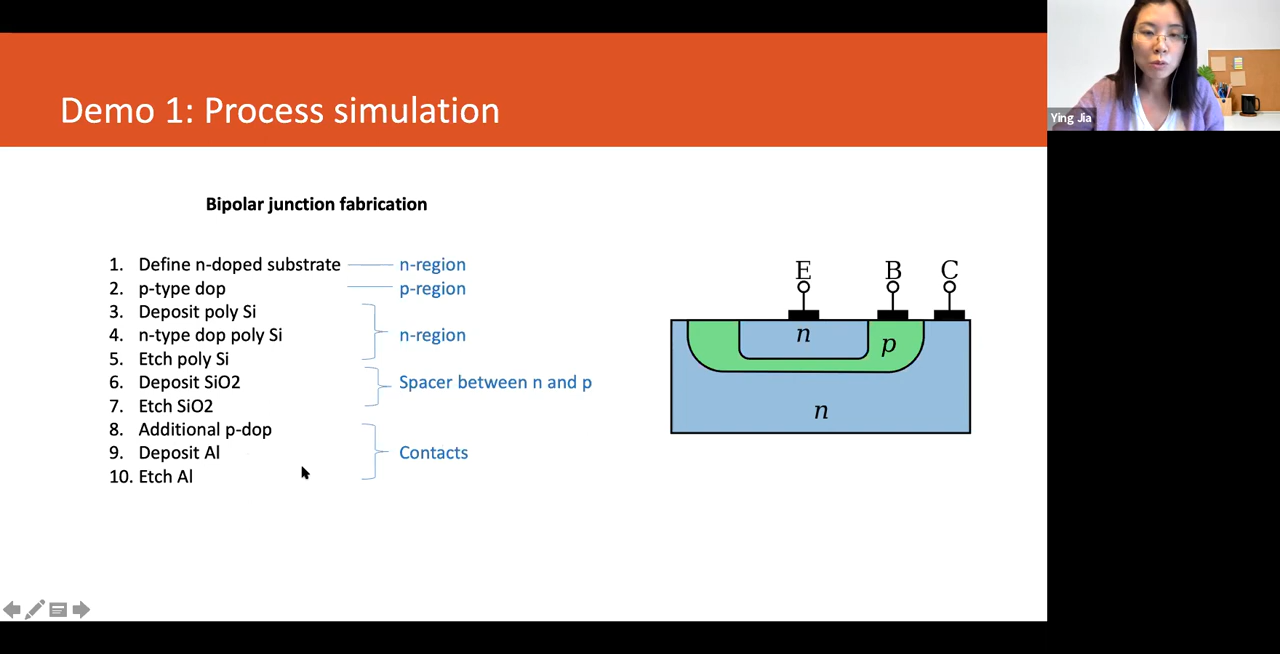 Demo 1: Process simulation
Ying Jia
Bipolar junction fabrication
1. Define n-doped substrate
n-region
2. p-type dop
p-region
3. Deposit poly Si
4. n-type dop poly Si
n-region
5. Etch poly Si
6. Deposit SiO2
Spacer between n and p
7. Etch SiO2
8. Additional p-dop
9. Deposit Al
Contacts
10. Etch Al
E B C
n
p
n